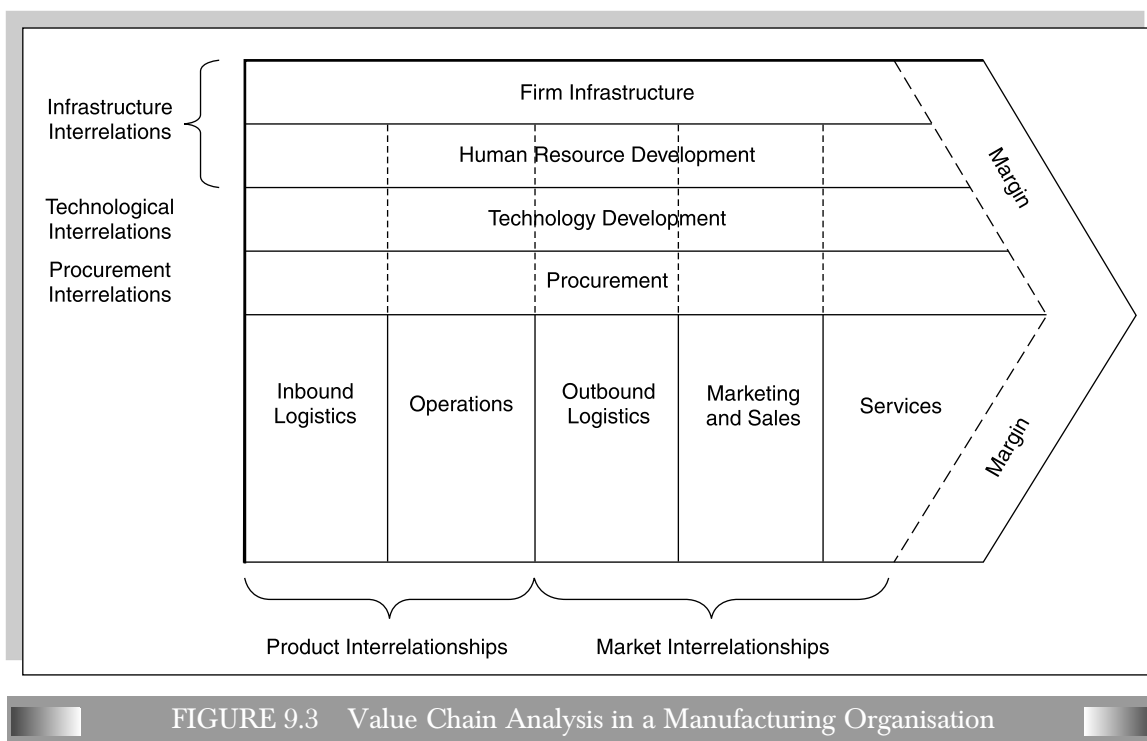 Infrastructure
Interrelations
Firm Infrastructure
Human Resource Development
Technological
Interrelations
Technology Development
Procurement
Interrelations
Procurement
Margin
Inbound
Logistics
Operations
Outbound
Logistics
Marketing
and Sales
Services
Margin
Product Interrelationships
Market Interrelationships
FIGURE 9.3 Value Chain Analysis in a Manufacturing Organisation